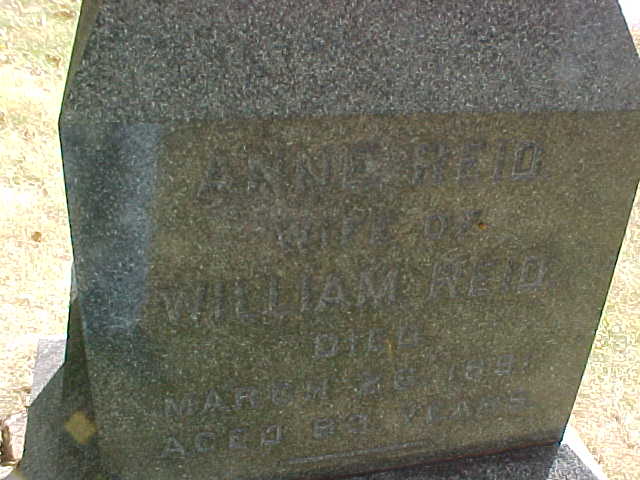 ANNE REID
WIFE OF
WILLIAM REID
DIED
MARCH
AGED YEARS